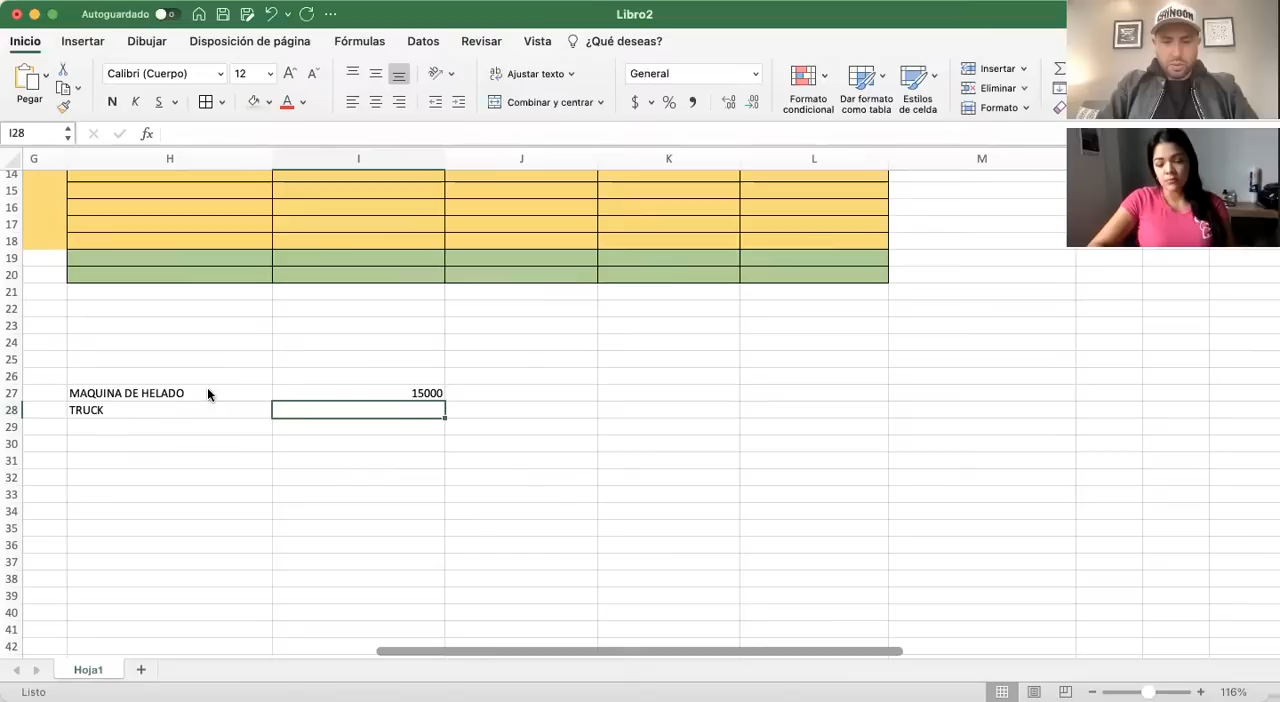 Autoguardado
Libro2
Inicio Insertar Dibujar Disposición de página Fórmulas Datos Revisar Vista ¿Qué deseas?
Pegar
Calibri (Cuerpo) 12
N K S
Ajustar texto
Combinar y centrar
General
$ % ,
Formato condicional
Dar formato como tabla
Estilos de celda
Insertar
Eliminar
Formato
CHINGON
I28 fx
G H I J K L M
14
15
16
17
18
19
20
21
22
23
24
25
26
27 MAQUINA DE HELADO 15000
28 TRUCK
29
30
31
32
33
34
35
36
37
38
39
40
41
42
Hoja1 +
Listo 116%